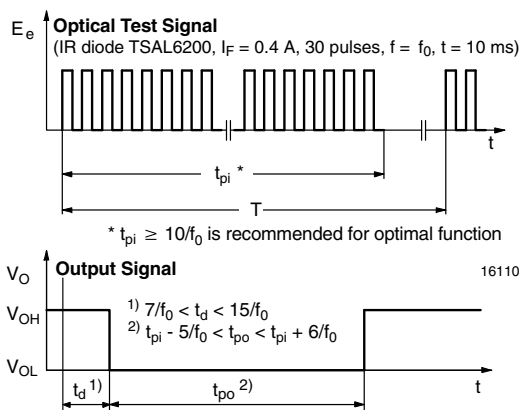 E_e
Optical Test Signal
(IR diode TSAL6200, I_F = 0.4 A, 30 pulses, f = f_0, t = 10 ms)
t
t_pi *
T
* t_pi ≥ 10/f_0 is recommended for optimal function
V_O
Output Signal
16110
V_OH
1) 7/f_0 < t_d < 15/f_0
2) t_pi - 5/f_0 < t_po < t_pi + 6/f_0
V_OL
t_d 1)
t_po 2)
t